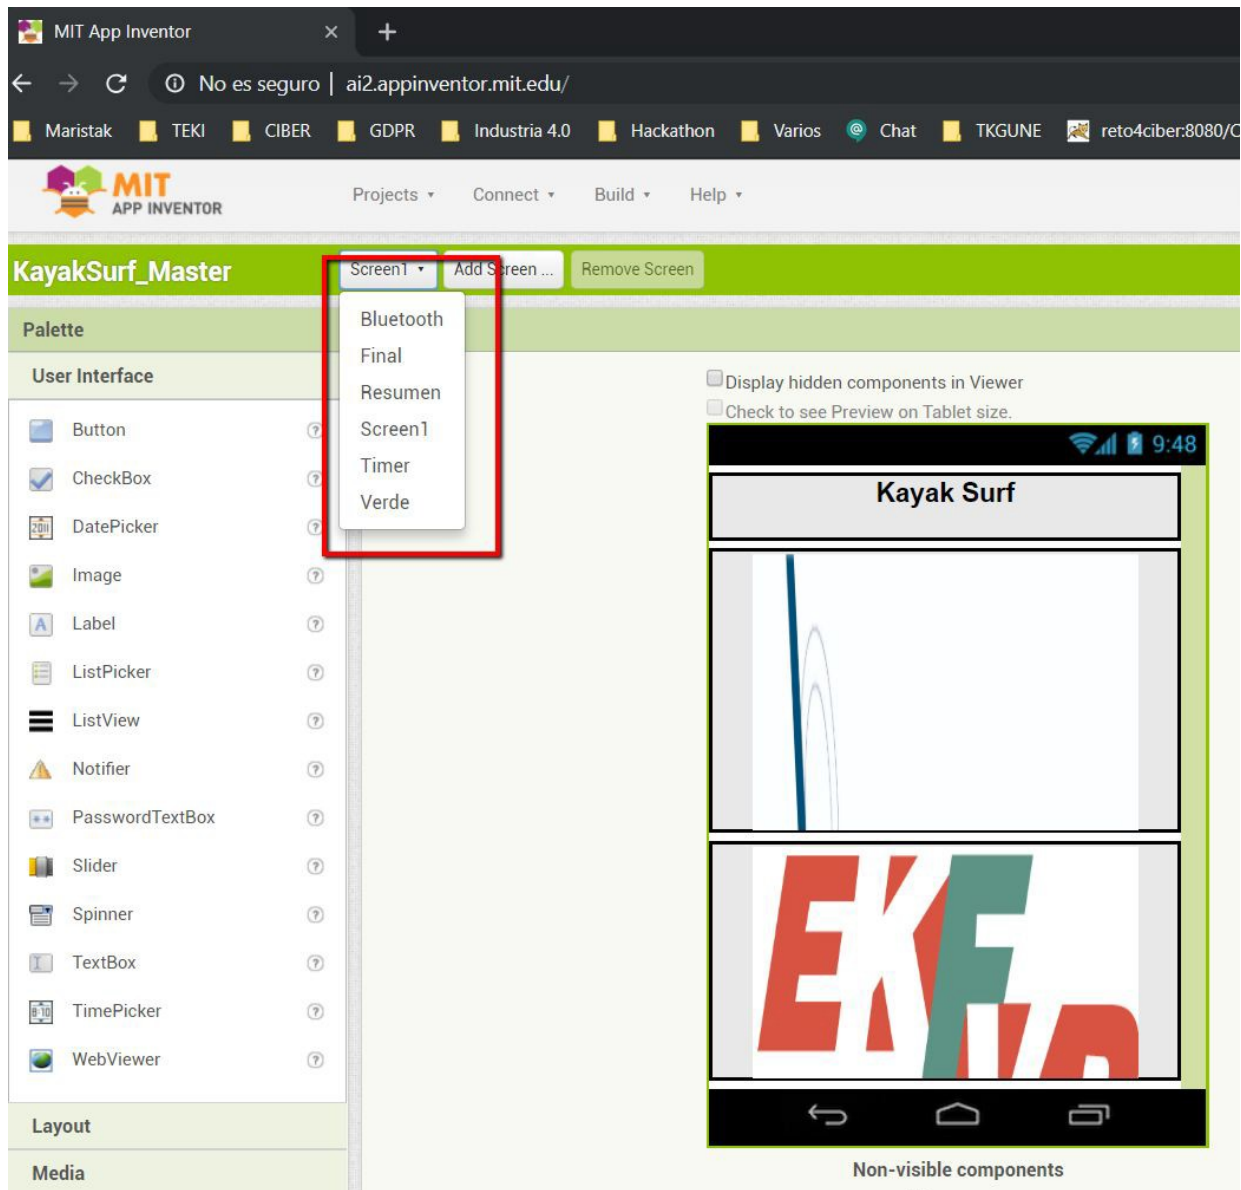 MIT App Inventor
No es seguro | ai2.appinventor.mit.edu/
Maristak TEKI CIBER GDPR Industria 4.0 Hackathon Varios Chat TKGUNE reto4ciber:8080/
MIT
APP INVENTOR
Projects Connect Build Help
KayakSurf_Master
Screen1 Add Screen ... Remove Screen
Bluetooth
Final
Resumen
Screen1
Timer
Verde
Palette
User Interface
Button
CheckBox
DatePicker
Image
Label
ListPicker
ListView
Notifier
PasswordTextBox
Slider
Spinner
TextBox
TimePicker
WebViewer
Layout
Media
Display hidden components in Viewer
Check to see Preview on Tablet size.
9:48
Kayak Surf
EKF
Non-visible components